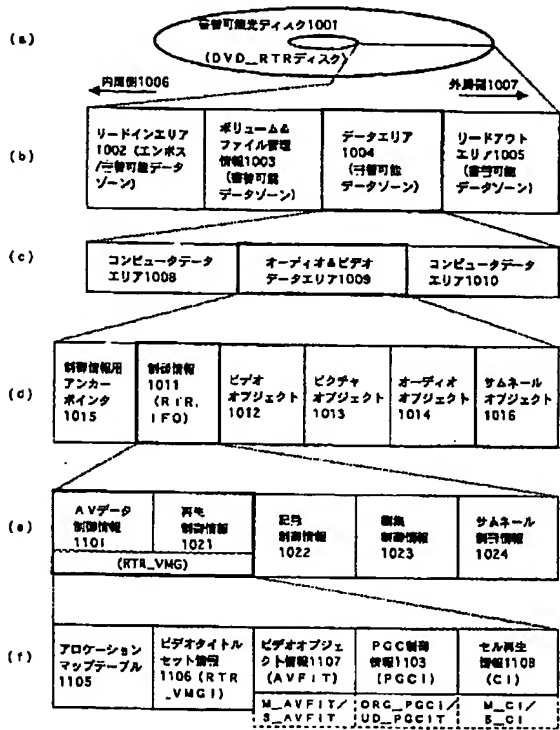 (a)
書替可能光ディスク1001
(DVD_RTRディスク)
内周側1006
外周側1007
(b)
リードインエリア
1002 (エンボス
/書替可能データ
ゾーン)
ボリューム&
ファイル管理
情報1003
(書替可能
データゾーン)
データエリア
1004
(書替可能
データゾーン)
リードアウト
エリア1005
(書替可能
データゾーン)
(c)
コンピュータデータ
エリア1008
オーディオ&ビデオ
データエリア1009
コンピュータデータ
エリア1010
(d)
制御情報用
アンカー
ポインタ
1015
制御情報
1011
(RTR.
IFO)
ビデオ
オブジェクト
1012
ピクチャ
オブジェクト
1013
オーディオ
オブジェクト
1014
サムネール
オブジェクト
1016
(e)
AVデータ
制御情報
1101
再生
制御情報
1021
(RTR_VMG)
記録
制御情報
1022
編集
制御情報
1023
サムネール
制御情報
1024
(f)
アロケーション
マップテーブル
1105
ビデオタイトル
セット情報
1106 (RTR
_VMGI)
ビデオオブジェ
クト情報1107
(AVFIT)
PGC制御
情報1103
(PGCI)
セル再生
情報1108
(CI)
M_AVFIT/
S_AVFIT
ORG_PGCI/
UD_PGCIT
M_CI/
S_CI